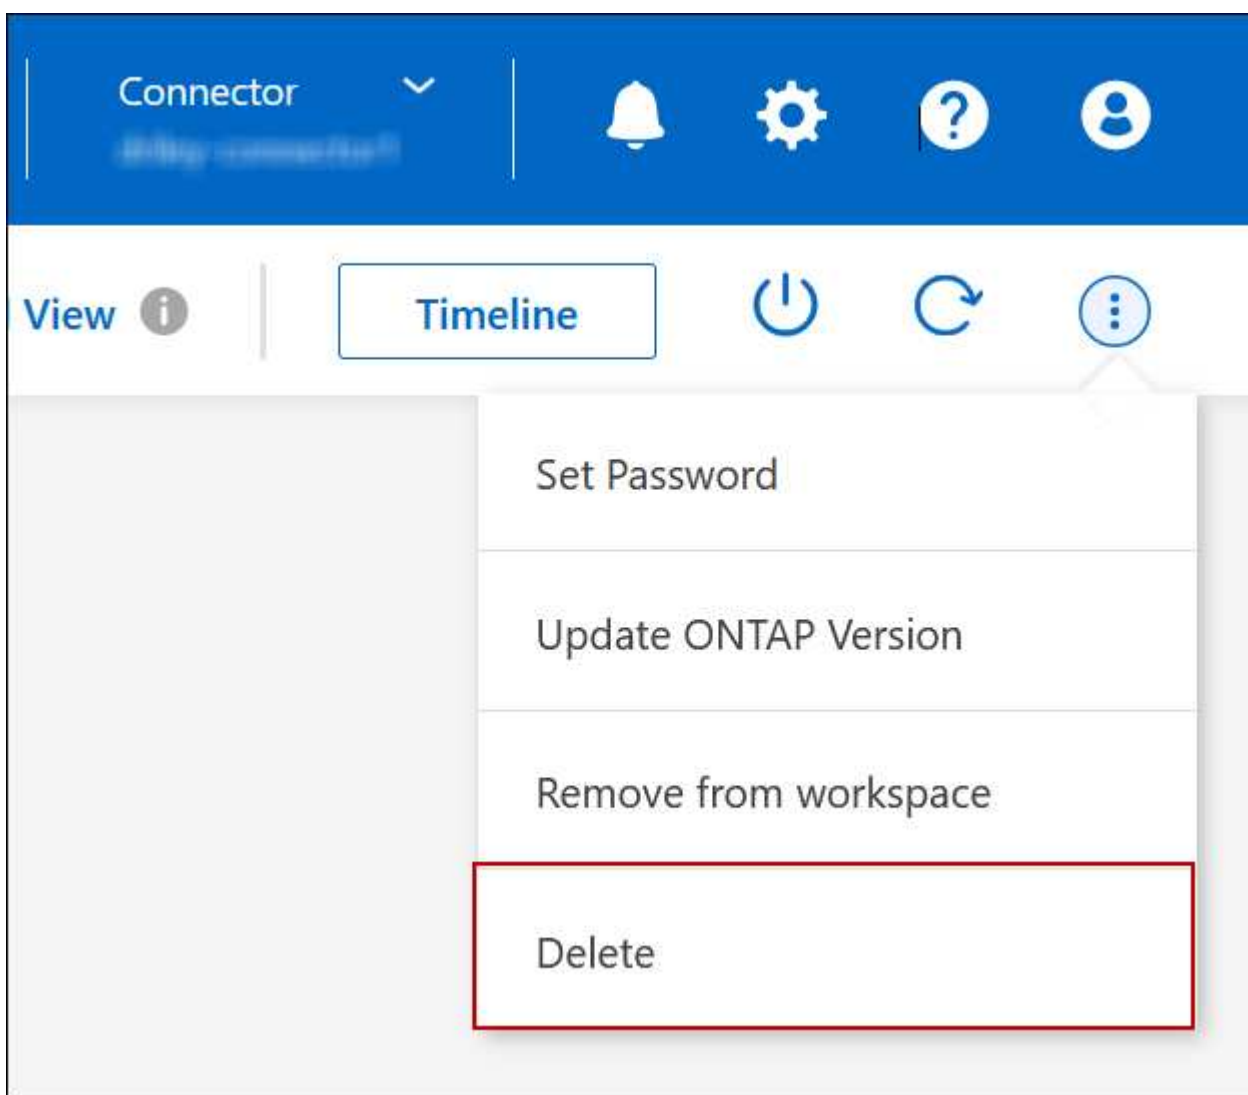 Connector
View
Timeline
Set Password
Update ONTAP Version
Remove from workspace
Delete